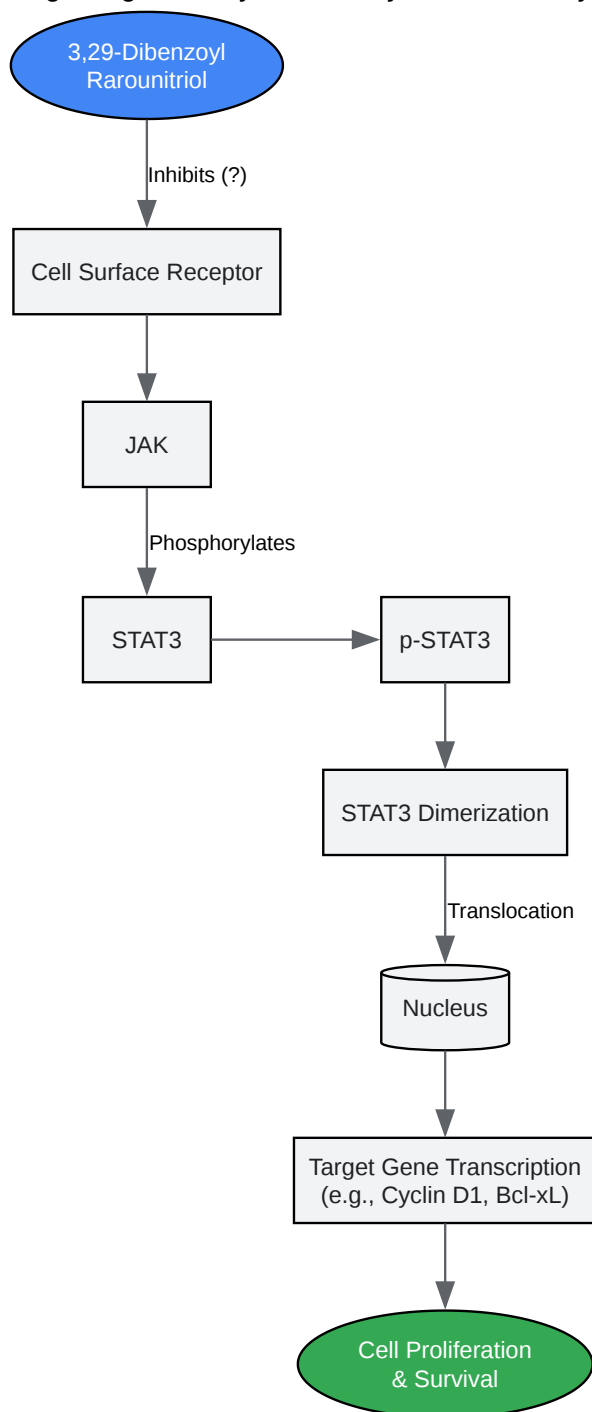 3,29-Dibenzoyl
Rarounitriol
Inhibits (?)
Cell Surface Receptor
JAK
Phosphorylates
STAT3
p-STAT3
STAT3 Dimerization
Translocation
Nucleus
Target Gene Transcription
(e.g., Cyclin D1, Bcl-xL)
Cell Proliferation
& Survival